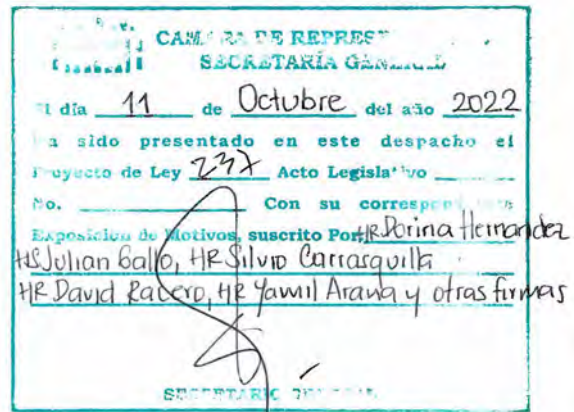 CAMARA DE REPRES
SECRETARÍA GENERAL
El día 11 de Octubre del año 2022
ha sido presentado en este despacho el
Proyecto de Ley 237 Acto Legislativo
No. Con su correspondiente
Exposición de Motivos, suscrito Por: HR Dorina Hernandez
HS Julian Gallo, HR Silvio Carrasquilla
HR David Racero, HR Yamil Arana y otras firmas
SECRETARIO GENERAL